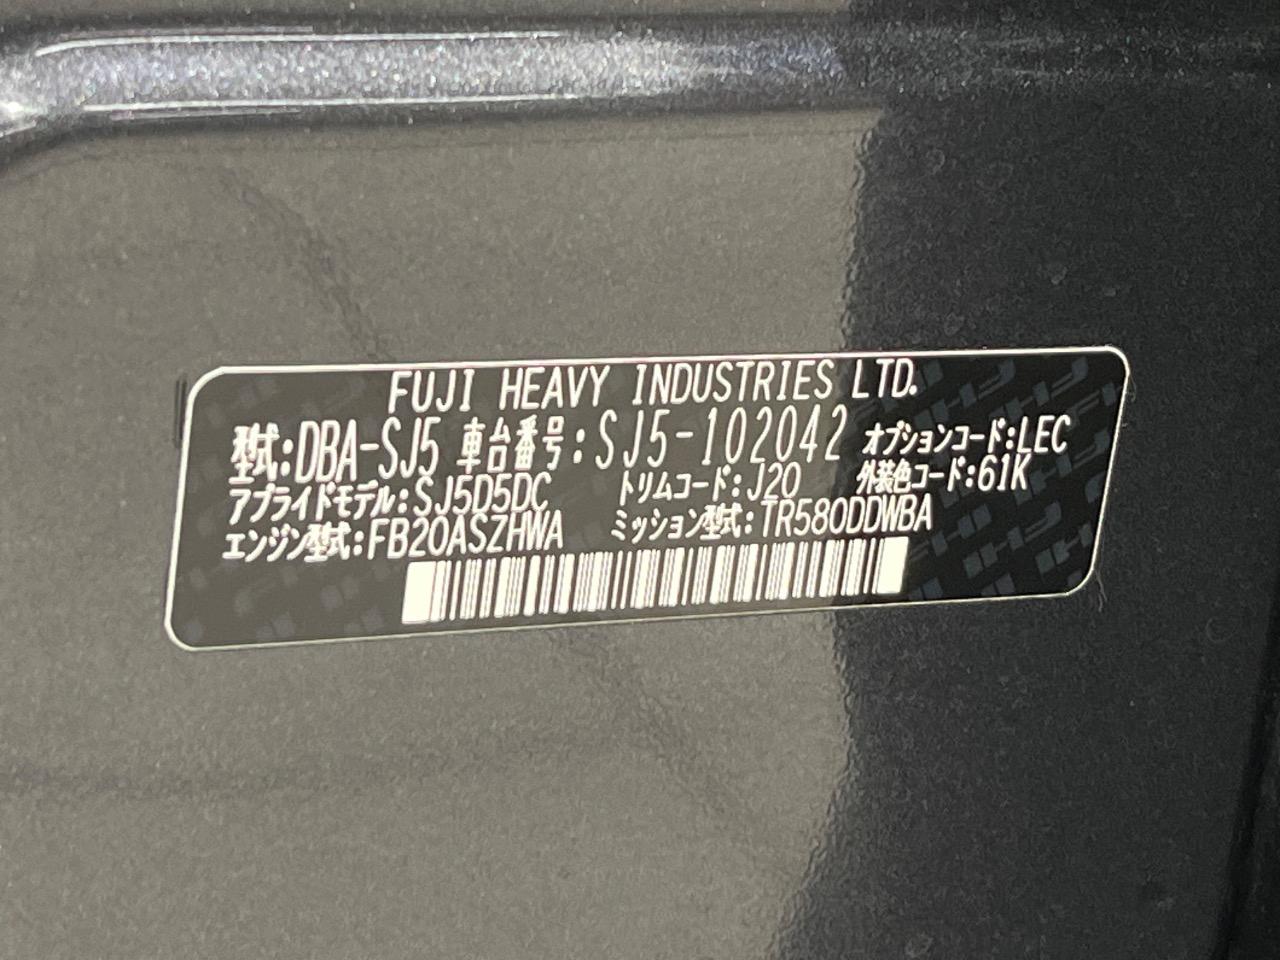 FUJI HEAVY INDUSTRIES LTD.
型式:DBA-SJ5 車台番号:SJ5-102042 オプションコード:LEC
アプライドモデル:SJ5D5DC トリムコード:J20 外装色コード:61K
エンジン型式:FB20ASZHWA ミッション型式:TR580DDWBA